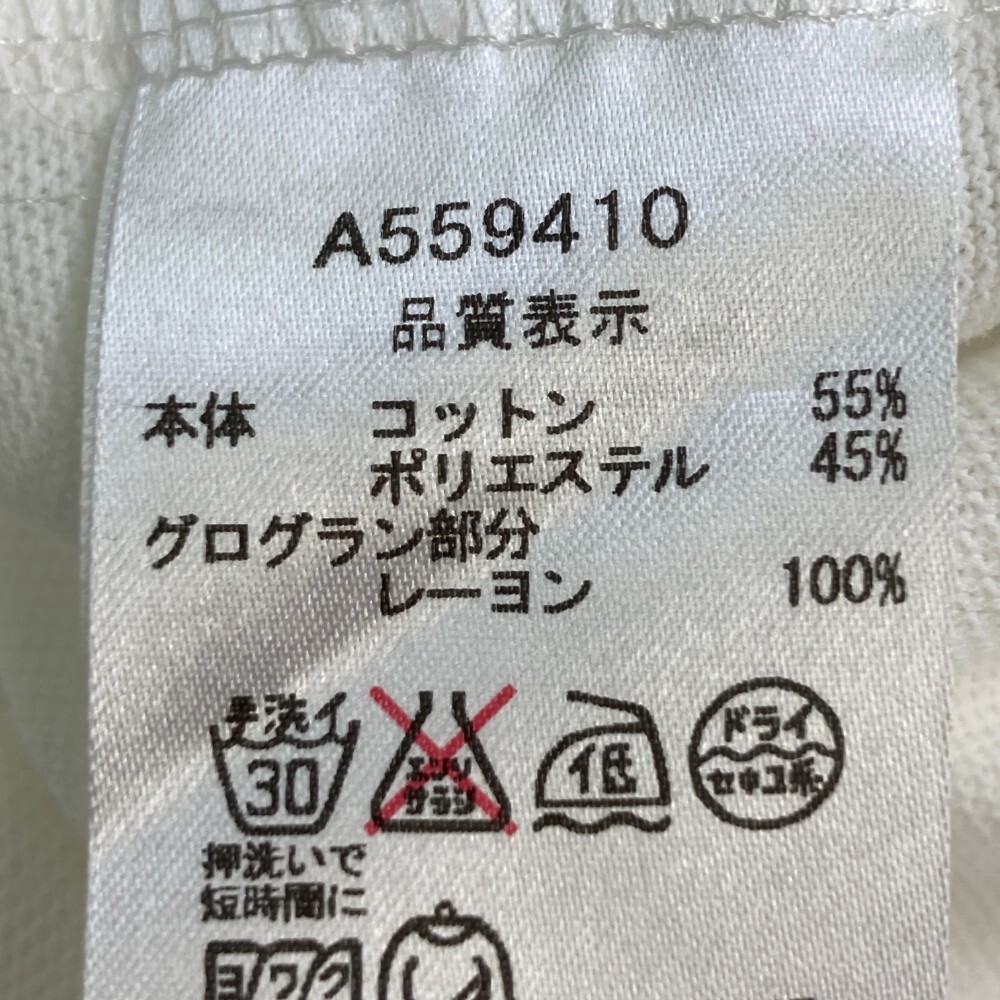 A559410
品質表示
本体 コットン 55%
ポリエステル 45%
グログラン部分
レーヨン 100%
手洗イ
30
エンソ
サラシ
低
ドライ
セキユ系
押洗いで
短時間に
ヨワク